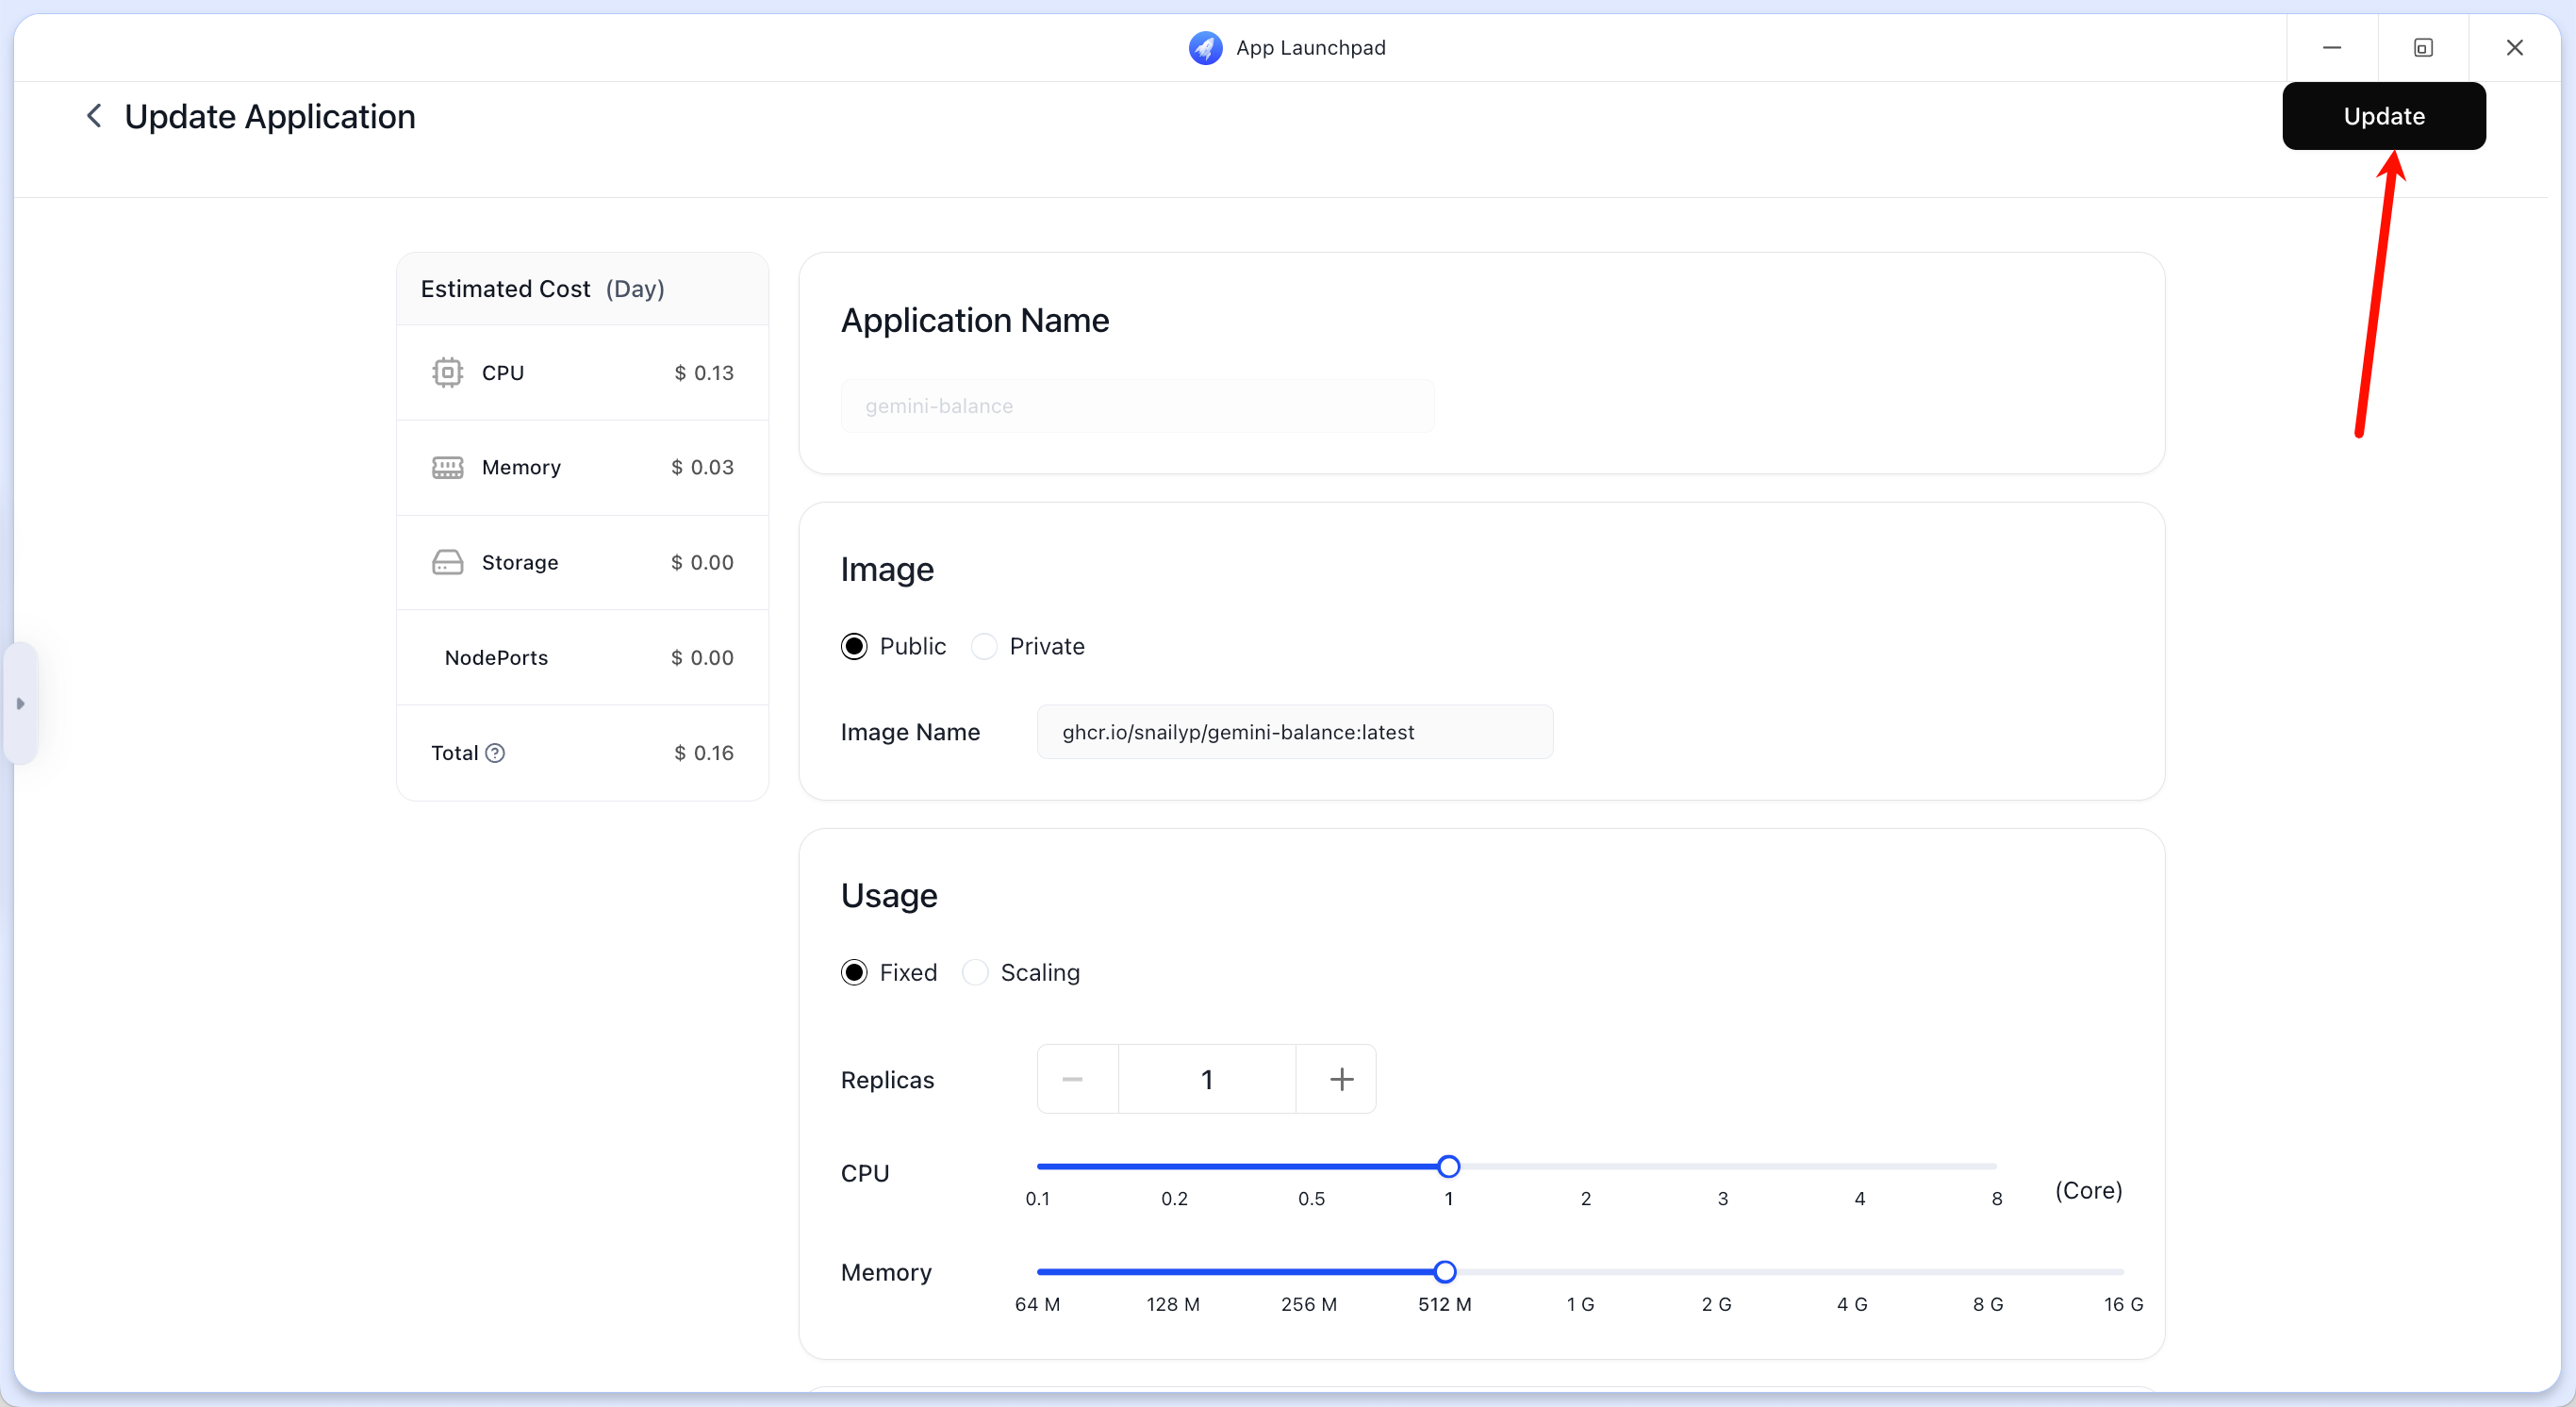 App Launchpad
Update Application
Update
Estimated Cost (Day)
CPU $ 0.13
Memory $ 0.03
Storage $ 0.00
NodePorts $ 0.00
Total $ 0.16
Application Name
gemini-balance
Image
Public Private
Image Name ghcr.io/snailyp/gemini-balance:latest
Usage
Fixed Scaling
Replicas 1
CPU
0.1 0.2 0.5 1 2 3 4 8 (Core)
Memory
64 M 128 M 256 M 512 M 1 G 2 G 4 G 8 G 16 G